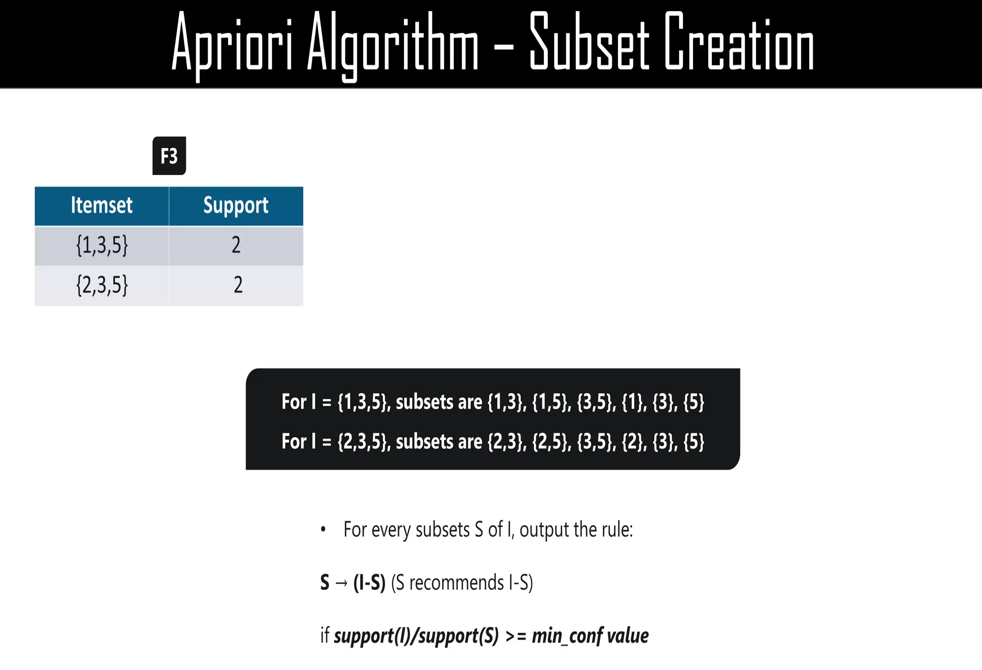 Apriori Algorithm – Subset Creation
F3
Itemset Support
{1,3,5} 2
{2,3,5} 2
For I = {1,3,5}, subsets are {1,3}, {1,5}, {3,5}, {1}, {3}, {5}
For I = {2,3,5}, subsets are {2,3}, {2,5}, {3,5}, {2}, {3}, {5}
• For every subsets S of I, output the rule:
S → (I-S) (S recommends I-S)
if support(I)/support(S) >= min_conf value